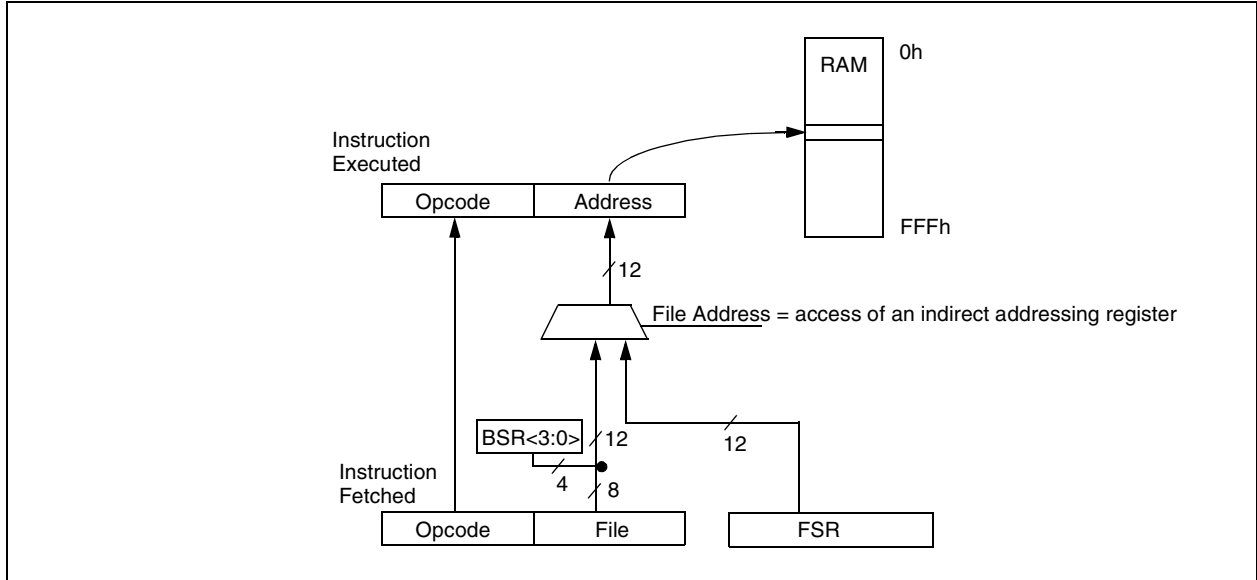 RAM
0h
Instruction
Executed
Opcode
Address
FFFh
12
File Address = access of an indirect addressing register
BSR<3:0>
12
12
4
8
Instruction
Fetched
Opcode
File
FSR